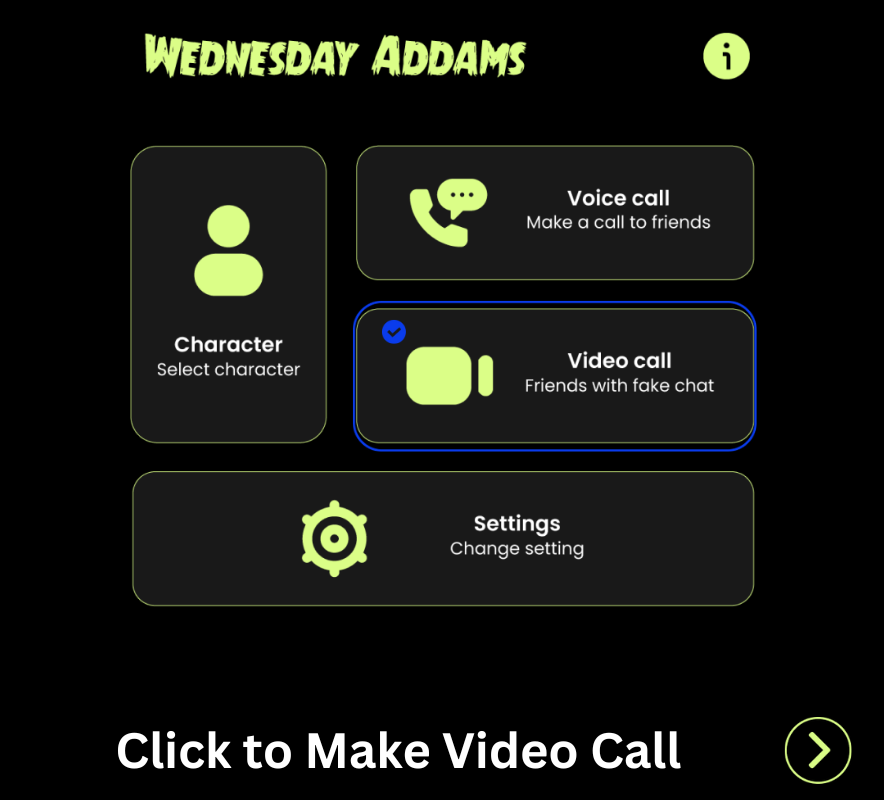 Wednesday Addams
Voice call
Make a call to friends
Character
Select character
Video call
Friends with fake chat
Settings
Change setting
Click to Make Video Call